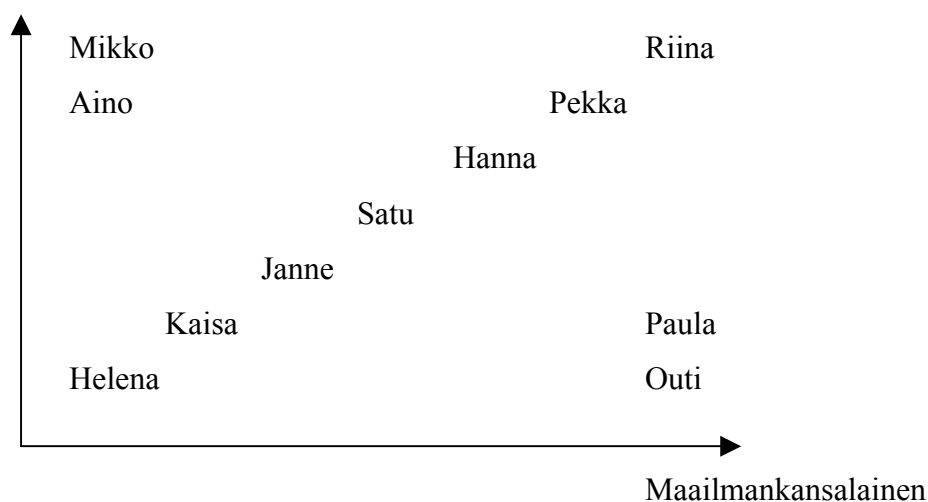 Mikko Riina
Aino Pekka
Hanna
Satu
Janne
Kaisa Paula
Helena Outi
Maailmankansalainen